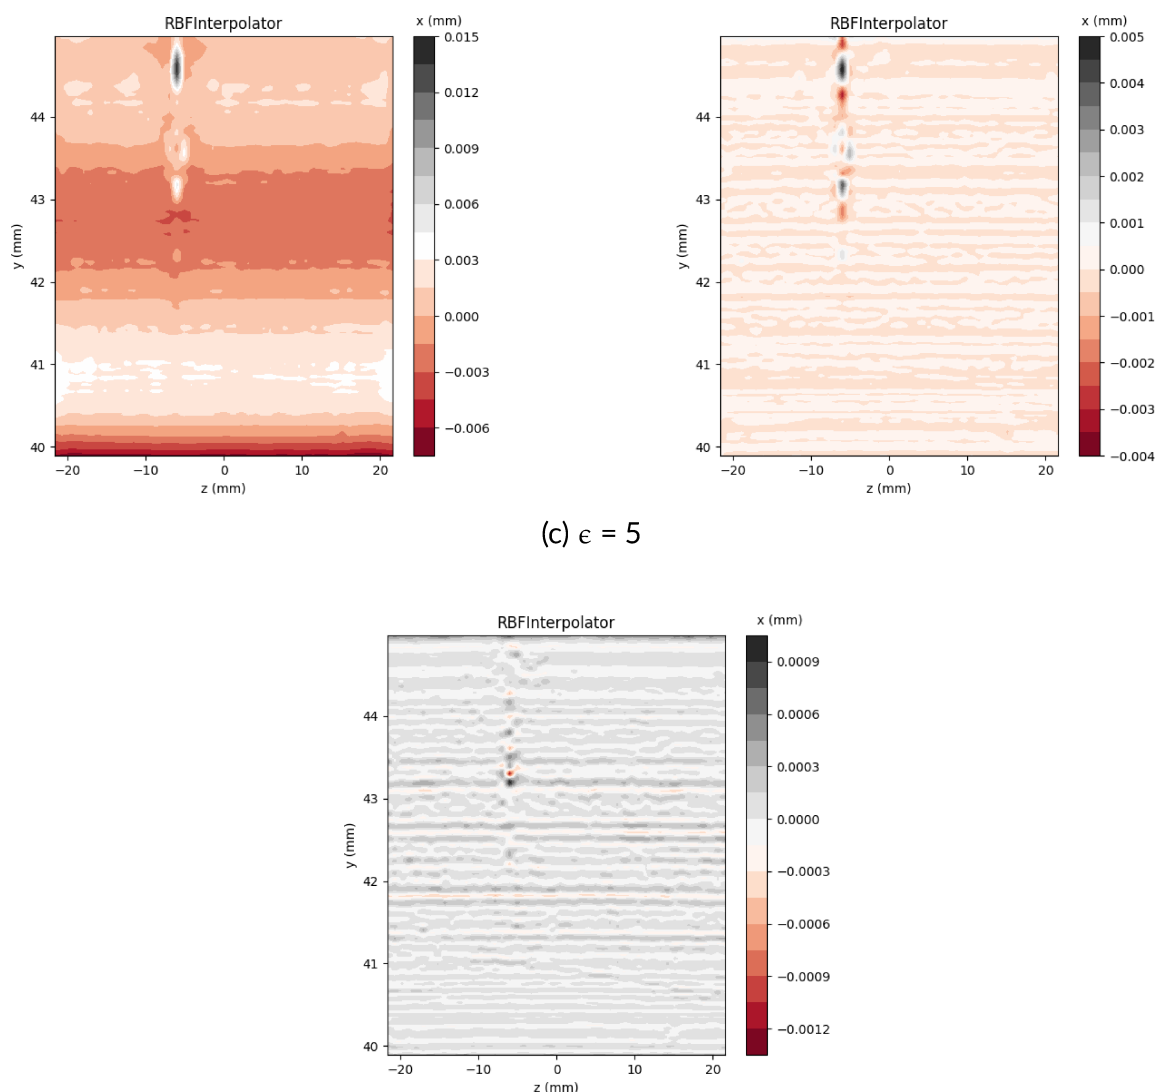 RBFInterpolator
x (mm)
0.015
0.012
0.009
0.006
0.003
0.000
−0.003
−0.006
44
43
42
41
40
y (mm)
−20 −10 0 10 20
z (mm)
RBFInterpolator
x (mm)
0.005
0.004
0.003
0.002
0.001
0.000
−0.001
−0.002
−0.003
−0.004
44
43
42
41
40
y (mm)
−20 −10 0 10 20
z (mm)
(c) ϵ = 5
RBFInterpolator
x (mm)
0.0009
0.0006
0.0003
0.0000
−0.0003
−0.0006
−0.0009
−0.0012
44
43
42
41
40
y (mm)
−20 −10 0 10 20
z (mm)